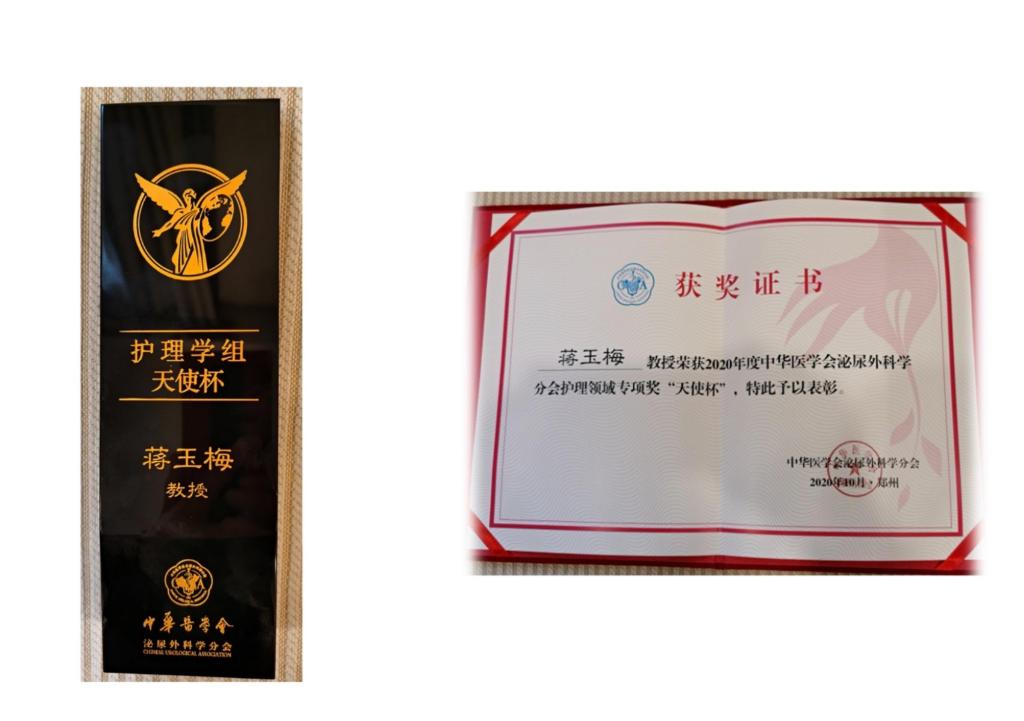 护理学组
天使杯
蒋玉梅
教授
中华医学会
泌尿外科学分会
CHINESE UROLOGICAL ASSOCIATION
获奖证书
蒋玉梅 教授荣获2020年度中华医学会泌尿外科学
分会护理领域专项奖“天使杯”，特此予以表彰。
中华医学会泌尿外科学分会
2020年10月·郑州